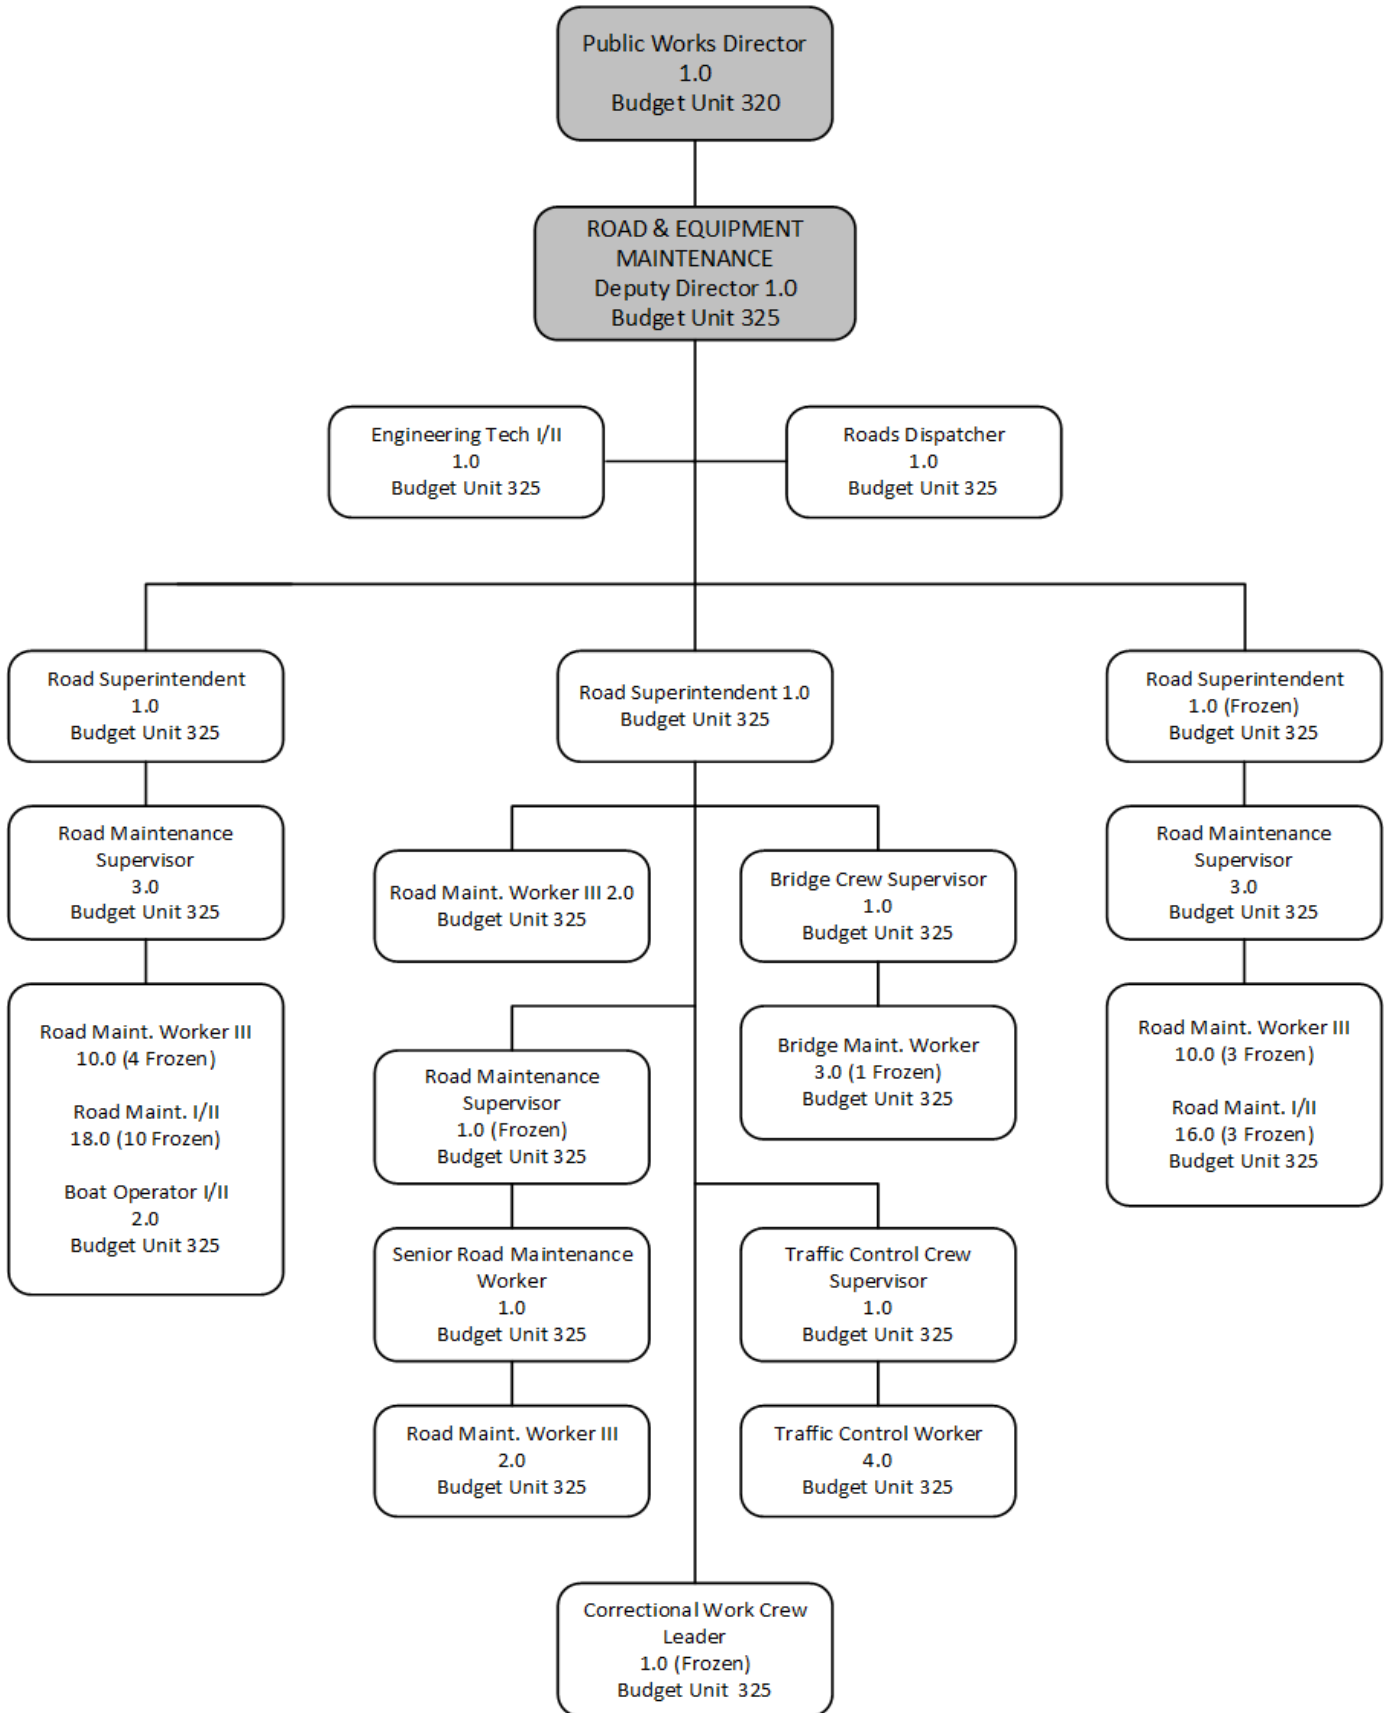 Public Works Director
1.0
Budget Unit 320
ROAD & EQUIPMENT
MAINTENANCE
Deputy Director 1.0
Budget Unit 325
Engineering Tech I/II
1.0
Budget Unit 325
Roads Dispatcher
1.0
Budget Unit 325
Road Superintendent
1.0
Budget Unit 325
Road Superintendent 1.0
Budget Unit 325
Road Superintendent
1.0 (Frozen)
Budget Unit 325
Road Maintenance
Supervisor
3.0
Budget Unit 325
Road Maint. Worker III 2.0
Budget Unit 325
Bridge Crew Supervisor
1.0
Budget Unit 325
Road Maintenance
Supervisor
3.0
Budget Unit 325
Road Maint. Worker III
10.0 (4 Frozen)
Road Maint. I/II
18.0 (10 Frozen)
Boat Operator I/II
2.0
Budget Unit 325
Road Maintenance
Supervisor
1.0 (Frozen)
Budget Unit 325
Bridge Maint. Worker
3.0 (1 Frozen)
Budget Unit 325
Road Maint. Worker III
10.0 (3 Frozen)
Road Maint. I/II
16.0 (3 Frozen)
Budget Unit 325
Senior Road Maintenance
Worker
1.0
Budget Unit 325
Traffic Control Crew
Supervisor
1.0
Budget Unit 325
Road Maint. Worker III
2.0
Budget Unit 325
Traffic Control Worker
4.0
Budget Unit 325
Correctional Work Crew
Leader
1.0 (Frozen)
Budget Unit 325